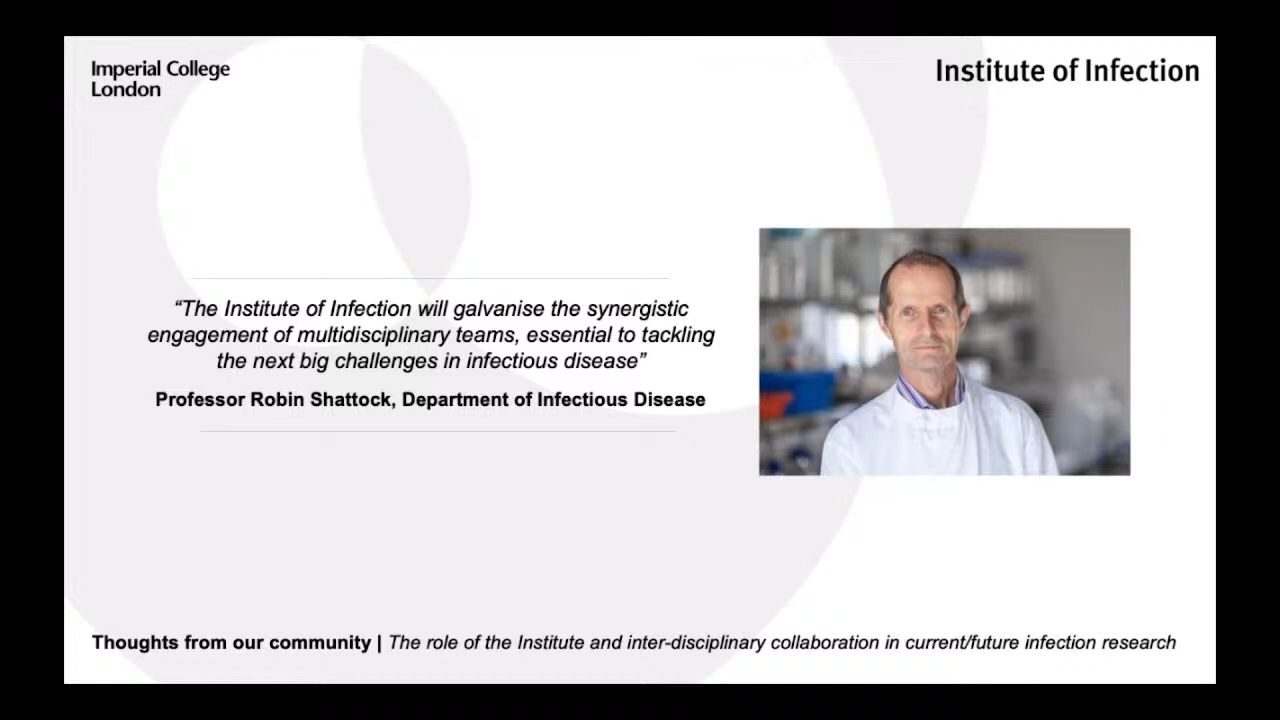 Imperial College
London
Institute of Infection
“The Institute of Infection will galvanise the synergistic
engagement of multidisciplinary teams, essential to tackling
the next big challenges in infectious disease”
Professor Robin Shattock, Department of Infectious Disease
Thoughts from our community | The role of the Institute and inter-disciplinary collaboration in current/future infection research